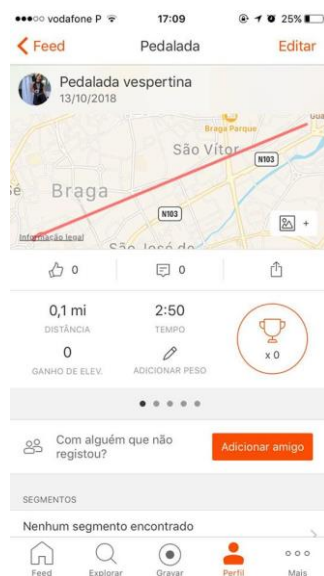 vodafone P 17:09 25%
Feed Pedalada Editar
Pedalada vespertina
13/10/2018
Braga Parque
São Vítor
N103
Braga
N103
Informação legal
São José de
+
0 0
0,1 mi 2:50
DISTÂNCIA TEMPO
0
GANHO DE ELEV. ADICIONAR PESO
x 0
Com alguém que não
registou?
Adicionar amigo
SEGMENTOS
Nenhum segmento encontrado
Feed Explorar Gravar Perfil Mais